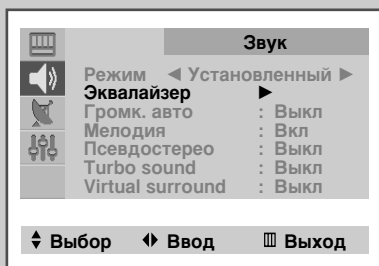 Звук
Режим ◄ Установленный ►
Эквалайзер ►
Громк. авто : Выкл
Мелодия : Вкл
Псевдостерео : Выкл
Turbo sound : Выкл
Virtual surround : Выкл
Выбор Ввод Выход